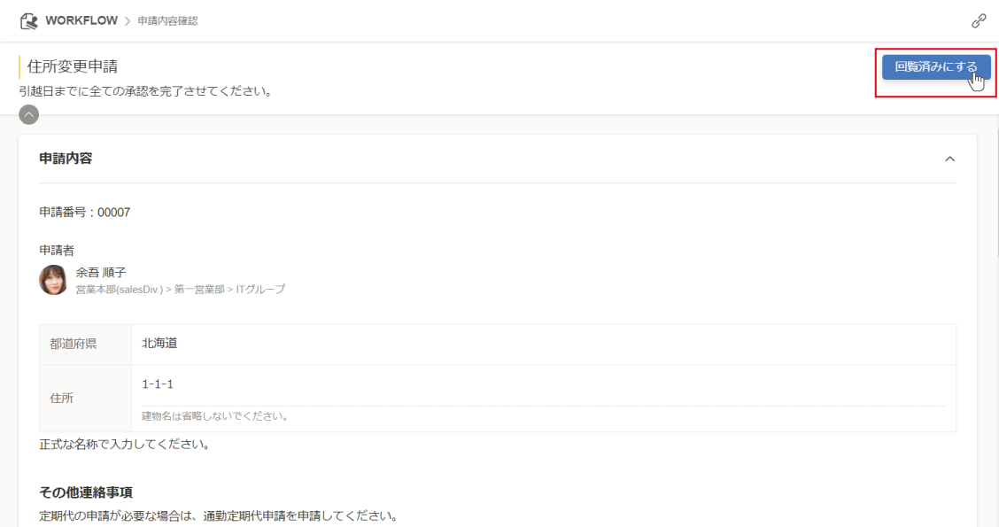 WORKFLOW > 申請内容確認
住所変更申請
回覧済みにする
引越日までに全ての承認を完了させてください。
申請内容
申請番号：00007
申請者
余吾 順子
営業本部(salesDiv.) > 第一営業部 > ITグループ
都道府県 北海道
住所 1-1-1
建物名は省略しないでください。
正式な名称で入力してください。
その他連絡事項
定期代の申請が必要な場合は、通勤定期代申請を申請してください。